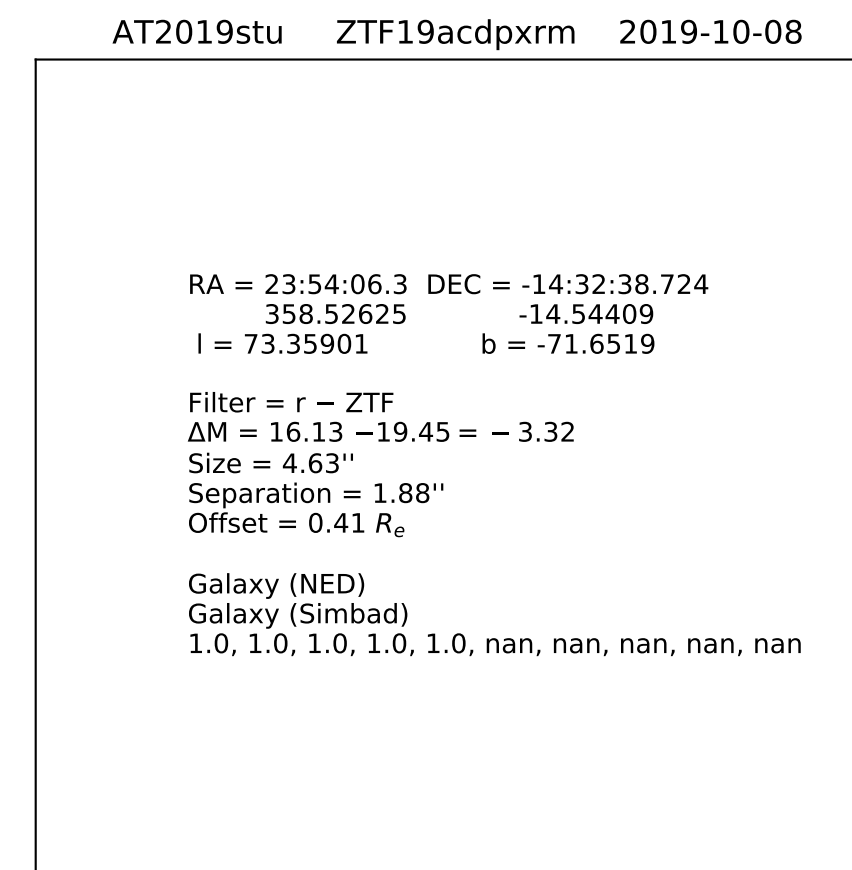 AT2019stu ZTF19acdpxrm 2019-10-08
RA = 23:54:06.3 DEC = -14:32:38.724
358.52625 -14.54409
l = 73.35901 b = -71.6519
Filter = r − ZTF
ΔM = 16.13 −19.45 = − 3.32
Size = 4.63''
Separation = 1.88''
Offset = 0.41 Re
Galaxy (NED)
Galaxy (Simbad)
1.0, 1.0, 1.0, 1.0, 1.0, nan, nan, nan, nan, nan